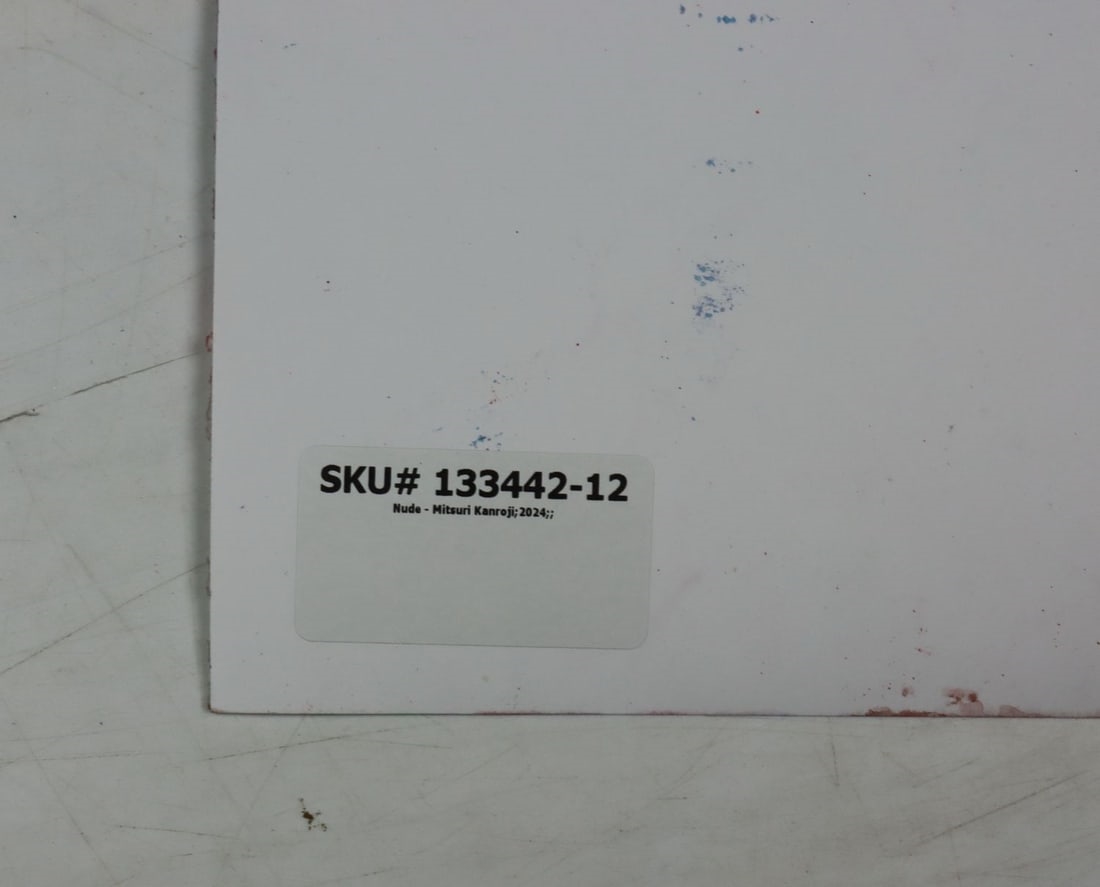 SKU# 133442-12
Nude - Mitsuri Kanroji;2024;;